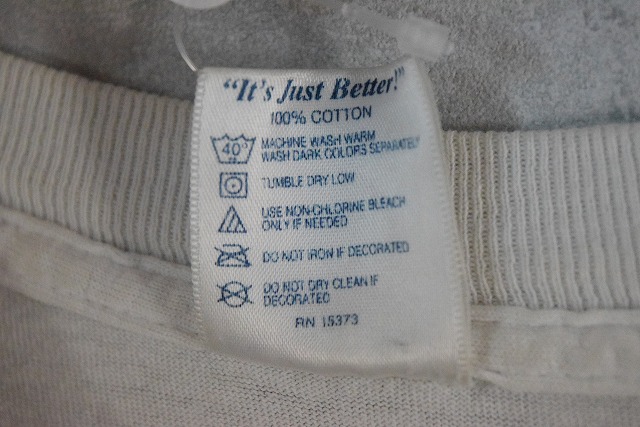 "It's Just Better!"
100% COTTON
40°
MACHINE WASH WARM
WASH DARK COLORS SEPARATELY
TUMBLE DRY LOW
USE NON-CHLORINE BLEACH
ONLY IF NEEDED
DO NOT IRON IF DECORATED
DO NOT DRY CLEAN IF
DECORATED
RN 15373